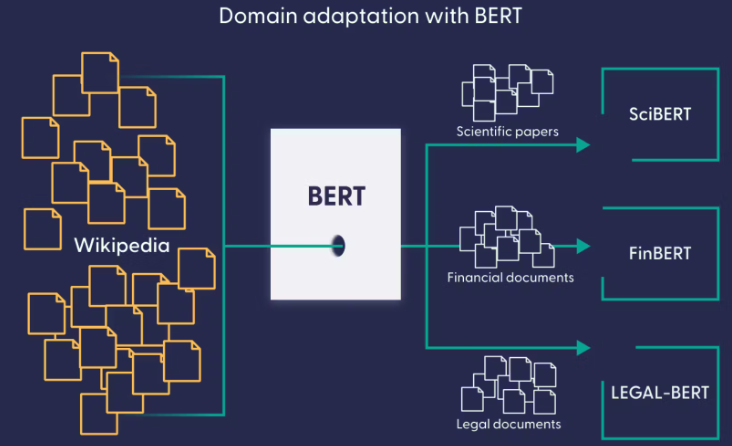 Domain adaptation with BERT
Wikipedia
BERT
Scientific papers
SciBERT
Financial documents
FinBERT
Legal documents
LEGAL-BERT